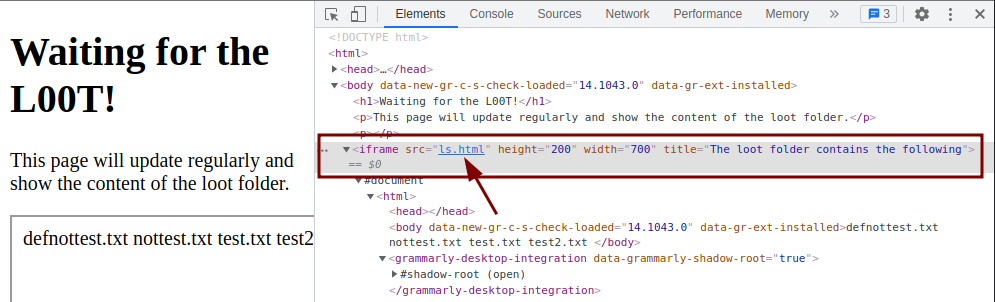 Waiting for the
L00T!
This page will update regularly and
show the content of the loot folder.
defnottest.txt nottest.txt test.txt test2
Elements Console Sources Network Performance Memory » 3
<!DOCTYPE html>
<html>
<head>…</head>
<body data-new-gr-c-s-check-loaded="14.1043.0" data-gr-ext-installed>
<h1>Waiting for the L00T!</h1>
<p>This page will update regularly and show the content of the loot folder.</p>
<p></p>
<iframe src="ls.html" height="200" width="700" title="The loot folder contains the following">
== $0
#document
<html>
<head></head>
<body data-new-gr-c-s-check-loaded="14.1043.0" data-gr-ext-installed>defnottest.txt
nottest.txt test.txt test2.txt </body>
<grammarly-desktop-integration data-grammarly-shadow-root="true">
#shadow-root (open)
</grammarly-desktop-integration>